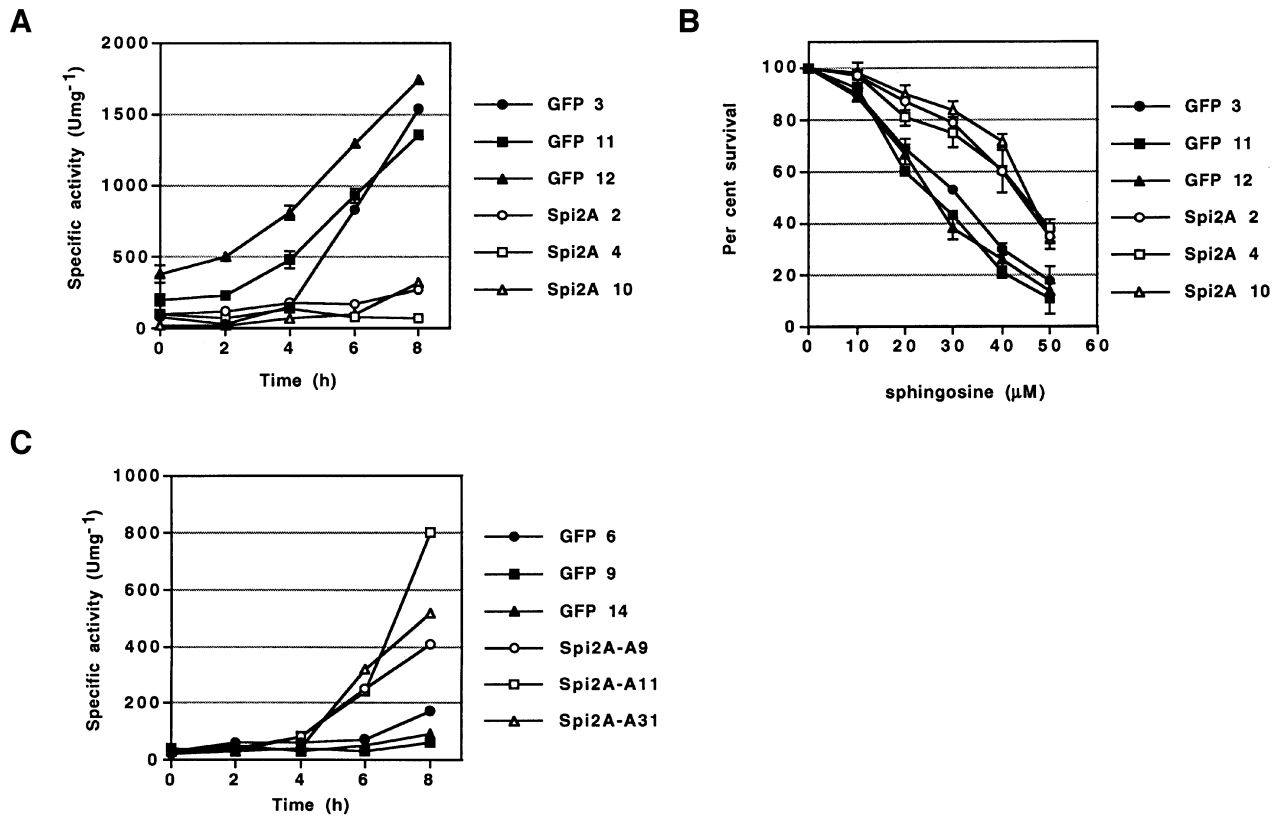 A
Specific activity (Umg-1)
2000
1500
1000
500
0
0 2 4 6 8
Time (h)
GFP 3
GFP 11
GFP 12
Spi2A 2
Spi2A 4
Spi2A 10
B
Per cent survival
100
80
60
40
20
0
0 10 20 30 40 50 60
sphingosine (μM)
GFP 3
GFP 11
GFP 12
Spi2A 2
Spi2A 4
Spi2A 10
C
Specific activity (Umg-1)
1000
800
600
400
200
0
0 2 4 6 8
Time (h)
GFP 6
GFP 9
GFP 14
Spi2A-A9
Spi2A-A11
Spi2A-A31